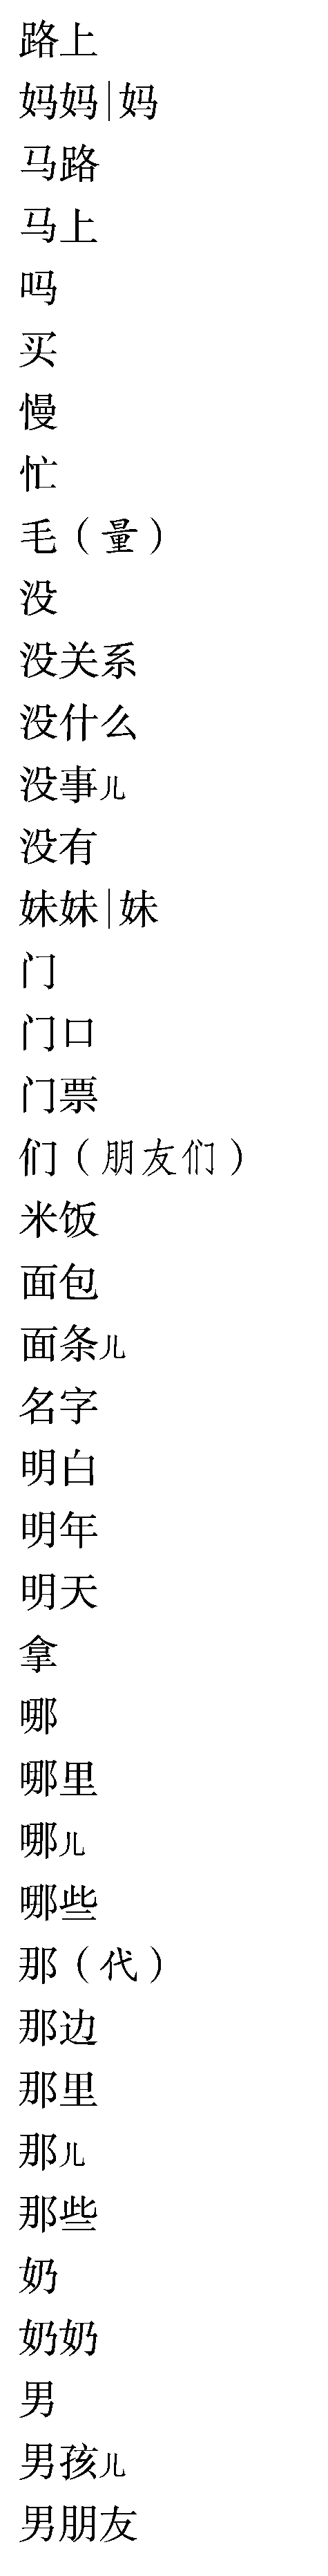 路上
妈妈|妈
马路
马上
吗
买
慢
忙
毛（量）
没
没关系
没什么
没事儿
没有
妹妹|妹
门
门口
门票
们（朋友们）
米饭
面包
面条儿
名字
明白
明年
明天
拿
哪
哪里
哪儿
哪些
那（代）
那边
那里
那儿
那些
奶
奶奶
男
男孩儿
男朋友